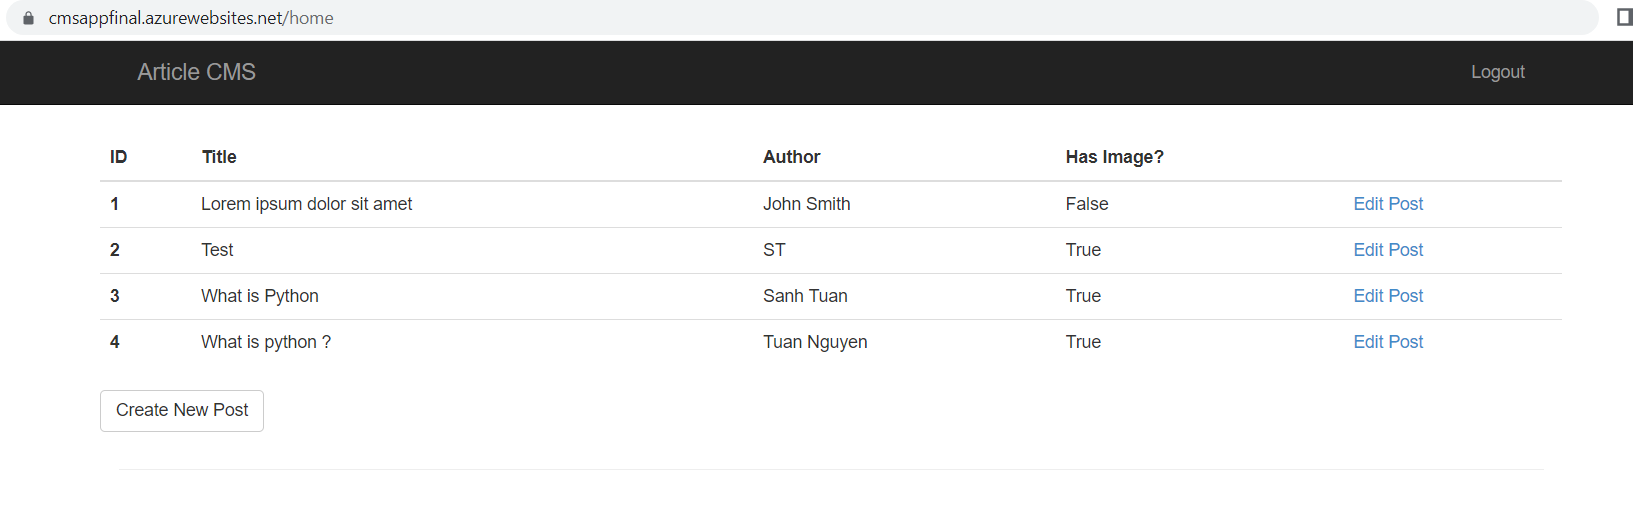 cmsappfinal.azurewebsites.net/home
Article CMS Logout
ID Title Author Has Image?
1 Lorem ipsum dolor sit amet John Smith False Edit Post
2 Test ST True Edit Post
3 What is Python Sanh Tuan True Edit Post
4 What is python ? Tuan Nguyen True Edit Post
Create New Post